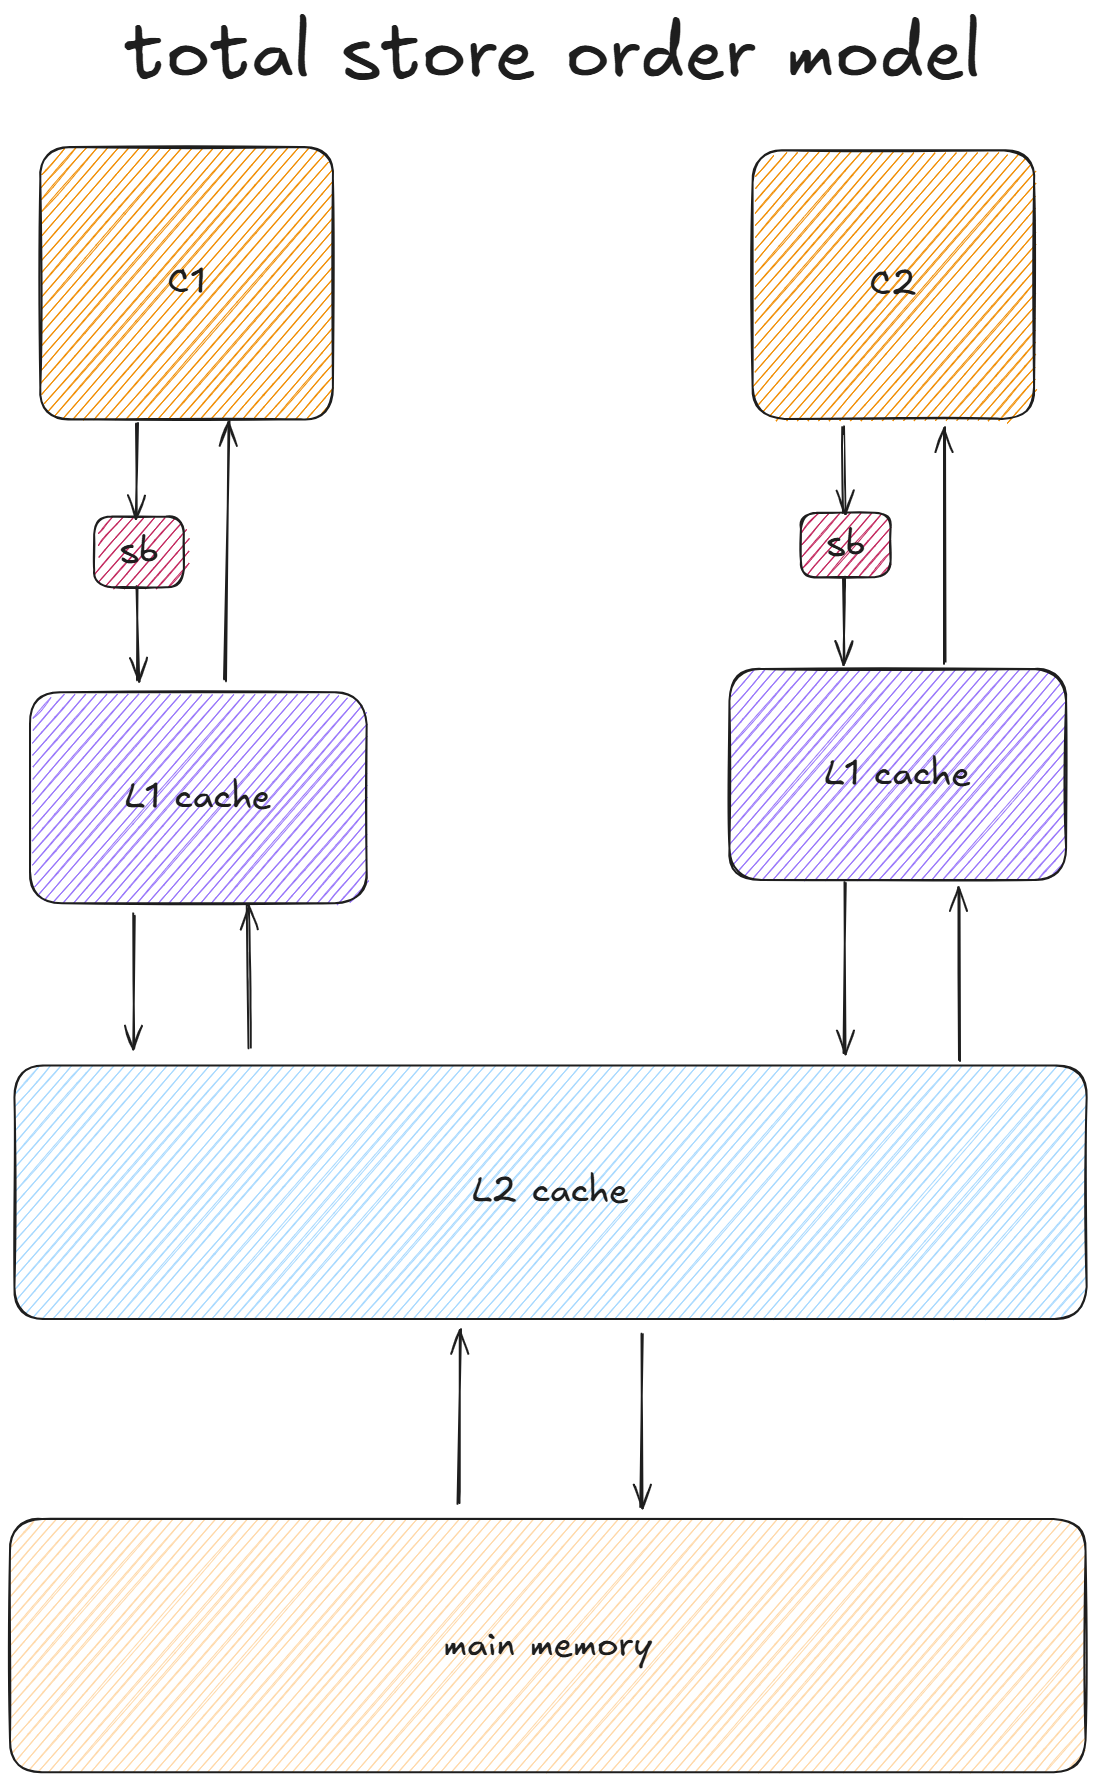 total store order model
C1
C2
sb
sb
L1 cache
L1 cache
L2 cache
main memory